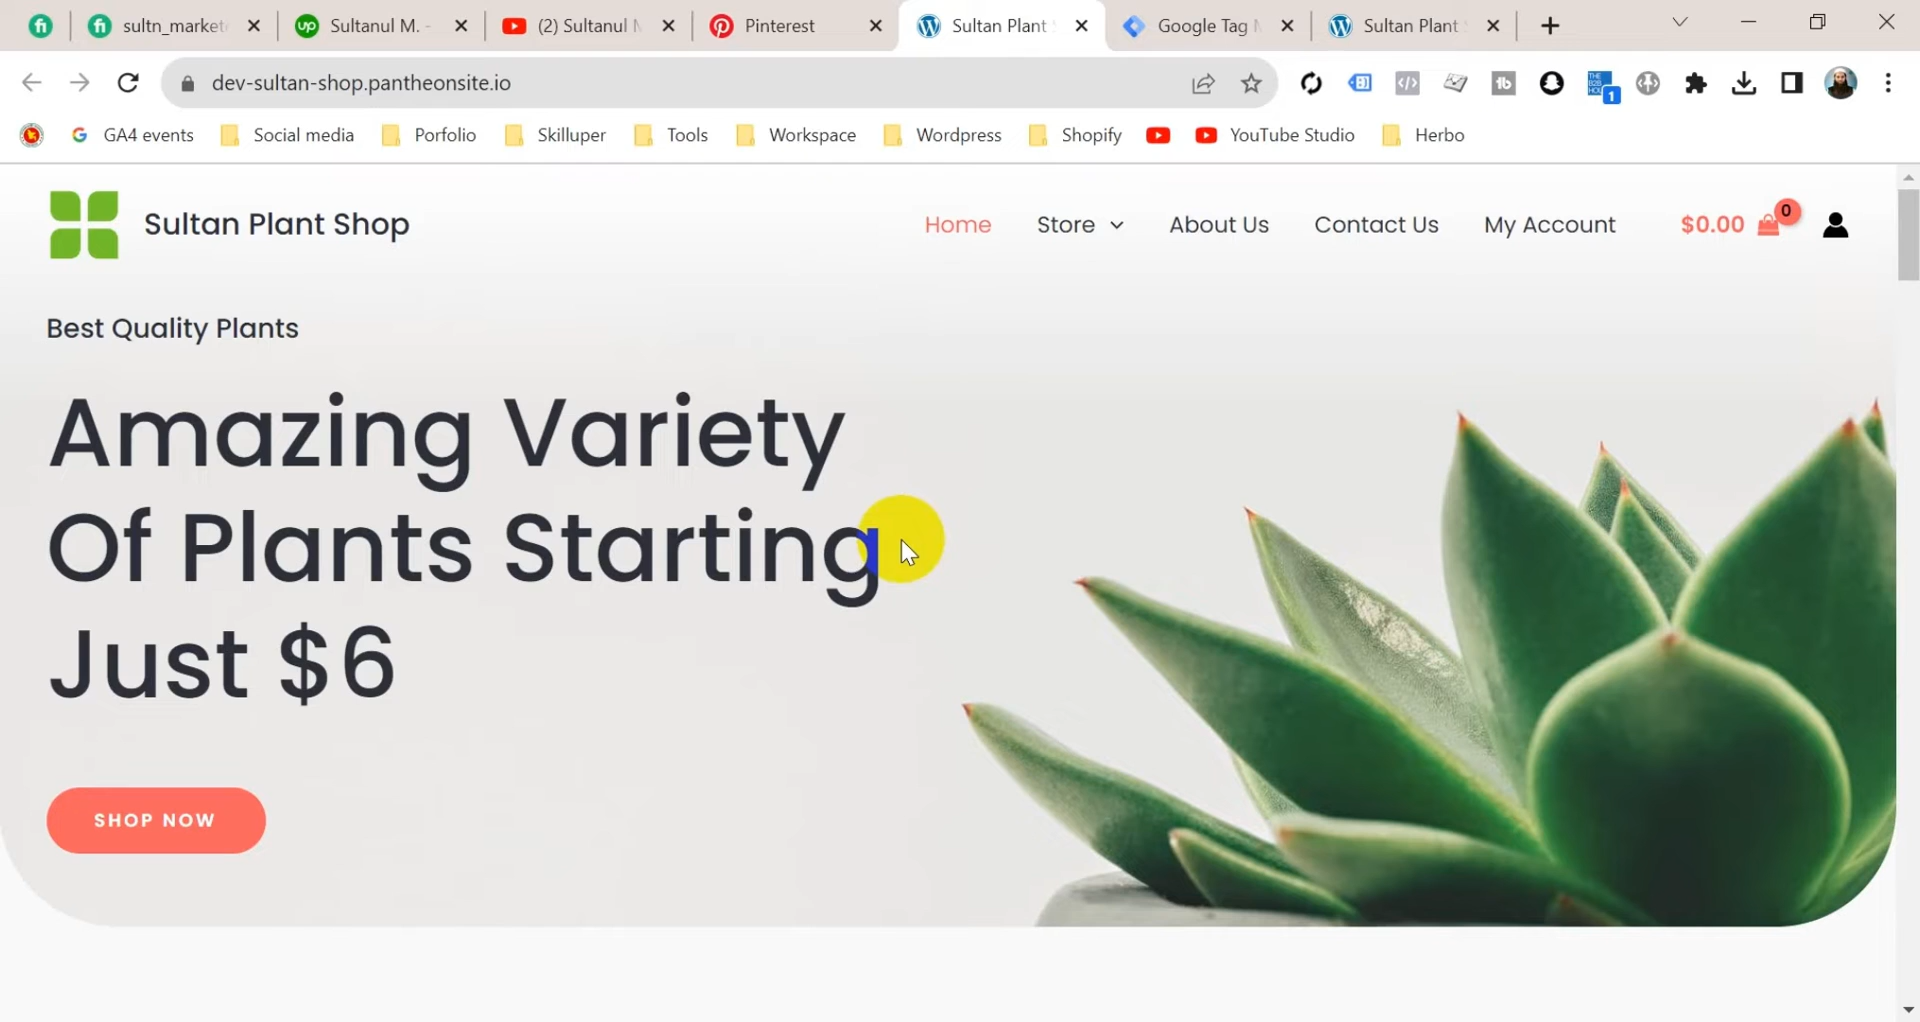 sultn_market
Sultanul M. -
(2) Sultanul M
Pinterest
Sultan Plant S
Google Tag M
Sultan Plant S
dev-sultan-shop.pantheonsite.io
1
GA4 events
Social media
Porfolio
Skilluper
Tools
Workspace
Wordpress
Shopify
YouTube Studio
Herbo
Sultan Plant Shop
Home
Store
About Us
Contact Us
My Account
$0.00
0
Best Quality Plants
Amazing Variety
Of Plants Starting
Just $6
SHOP NOW